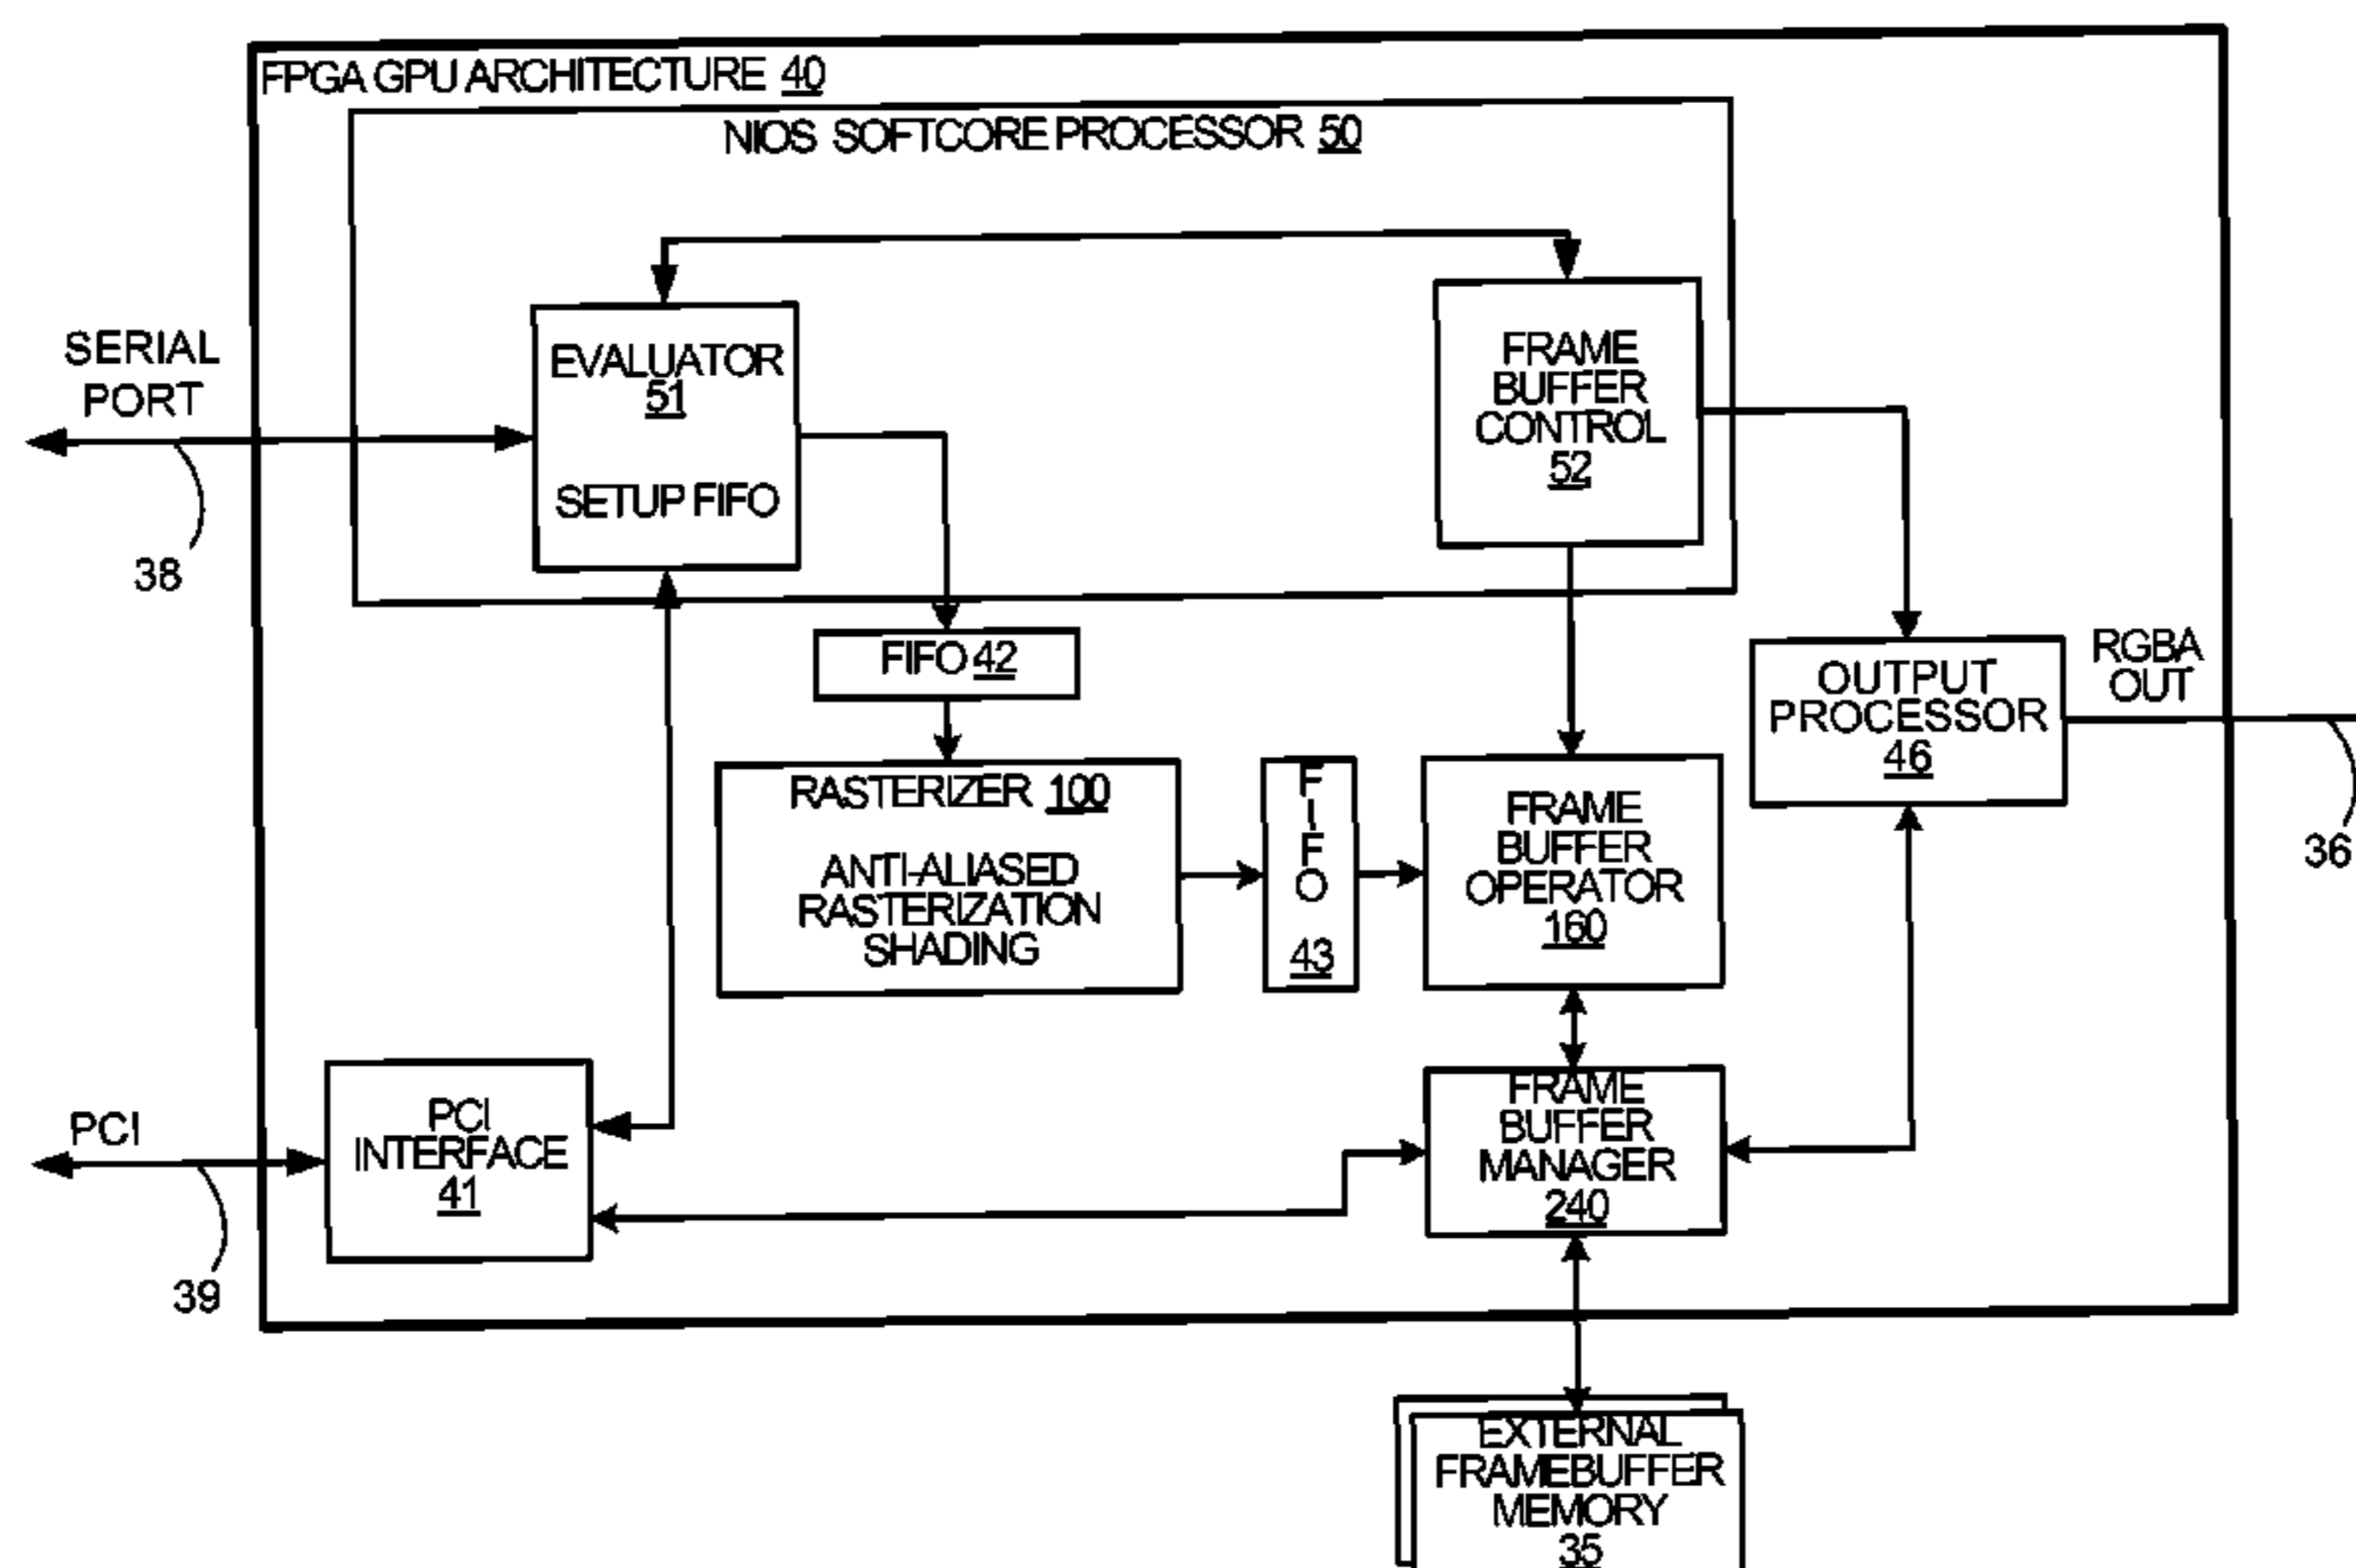 FPGA GPU ARCHITECTURE 40
NIOS SOFTCORE PROCESSOR 50
SERIAL
PORT
38
EVALUATOR
51
SETUP FIFO
FRAME
BUFFER
CONTROL
52
FIFO 42
RASTERIZER 100
ANTI-ALIASED
RASTERIZATION
SHADING
F
I
F
O
43
FRAME
BUFFER
OPERATOR
160
OUTPUT
PROCESSOR
46
RGBA
OUT
36
PCI
39
PCI
INTERFACE
41
FRAME
BUFFER
MANAGER
240
EXTERNAL
FRAMEBUFFER
MEMORY
35